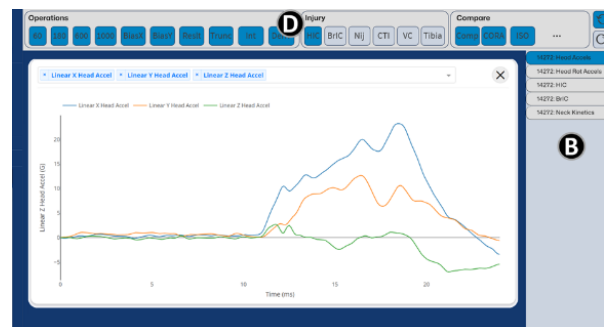 Operations
D
Injury
Compare
60 180 600 1000 BiasX BiasY Resit Trunc Int
HIC BrIC Nij CTI VC Tibia
Comp CORA ISO ...
× Linear X Head Accel × Linear Y Head Accel × Linear Z Head Accel
Linear X Head Accel Linear Y Head Accel Linear Z Head Accel
Linear Z Head Accel (G)
20
15
10
5
0
−5
0 5 10 15 20
Time (ms)
14272: Head Accels
14272: Head Rot Accels
14272: HIC
14272: BrIC
14272: Neck Kinetics
B